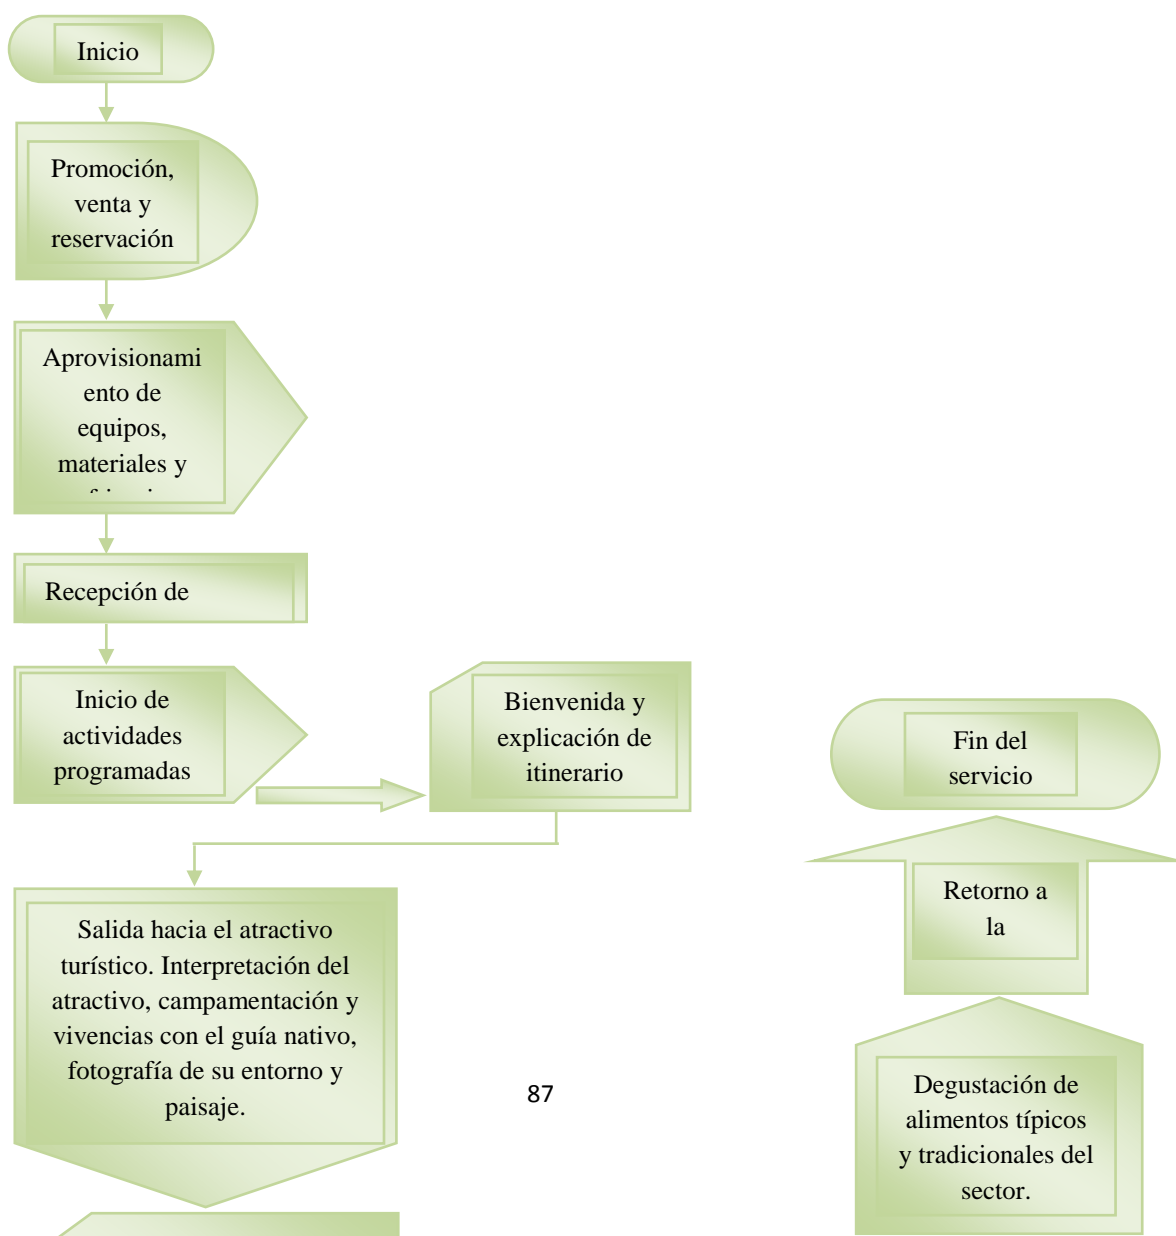 Inicio
Promoción,
venta y
reservación
Aprovisionami
ento de
equipos,
materiales y
Recepción de
Inicio de
actividades
programadas
Bienvenida y
explicación de
itinerario
Salida hacia el atractivo
turístico. Interpretación del
atractivo, campamentación y
vivencias con el guía nativo,
fotografía de su entorno y
paisaje.
Degustación de
alimentos típicos
y tradicionales del
sector.
Retorno a
la
Fin del
servicio
87